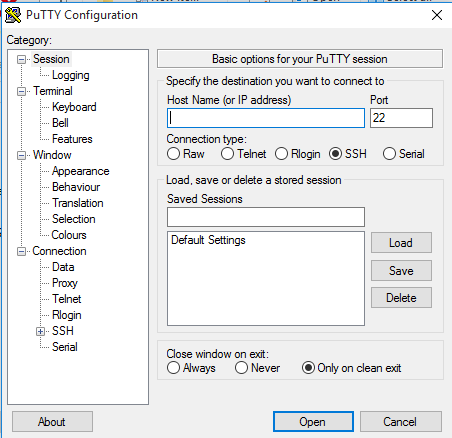 PuTTY Configuration
Category:
Session
Logging
Terminal
Keyboard
Bell
Features
Window
Appearance
Behaviour
Translation
Selection
Colours
Connection
Data
Proxy
Telnet
Rlogin
SSH
Serial
Basic options for your PuTTY session
Specify the destination you want to connect to
Host Name (or IP address) Port
22
Connection type:
Raw Telnet Rlogin SSH Serial
Load, save or delete a stored session
Saved Sessions
Default Settings
Load
Save
Delete
Close window on exit:
Always Never Only on clean exit
About Open Cancel